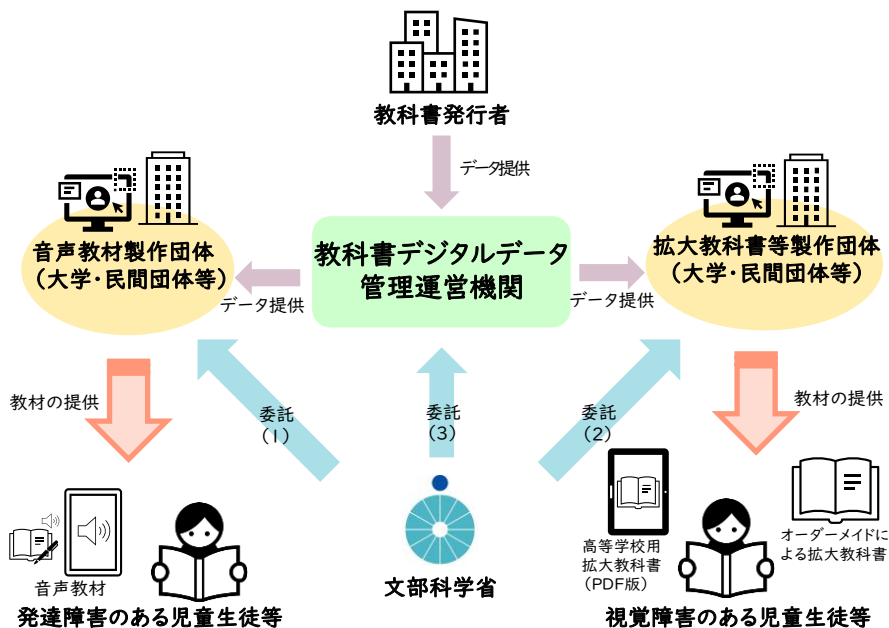 教科書発行者
データ提供
音声教材製作団体
（大学・民間団体等）
教科書デジタルデータ
管理運営機関
拡大教科書等製作団体
（大学・民間団体等）
データ提供
データ提供
教材の提供
委託
（1）
委託
（3）
委託
（2）
教材の提供
音声教材
発達障害のある児童生徒等
文部科学省
高等学校用
拡大教科書
（PDF版）
オーダーメイドに
よる拡大教科書
視覚障害のある児童生徒等